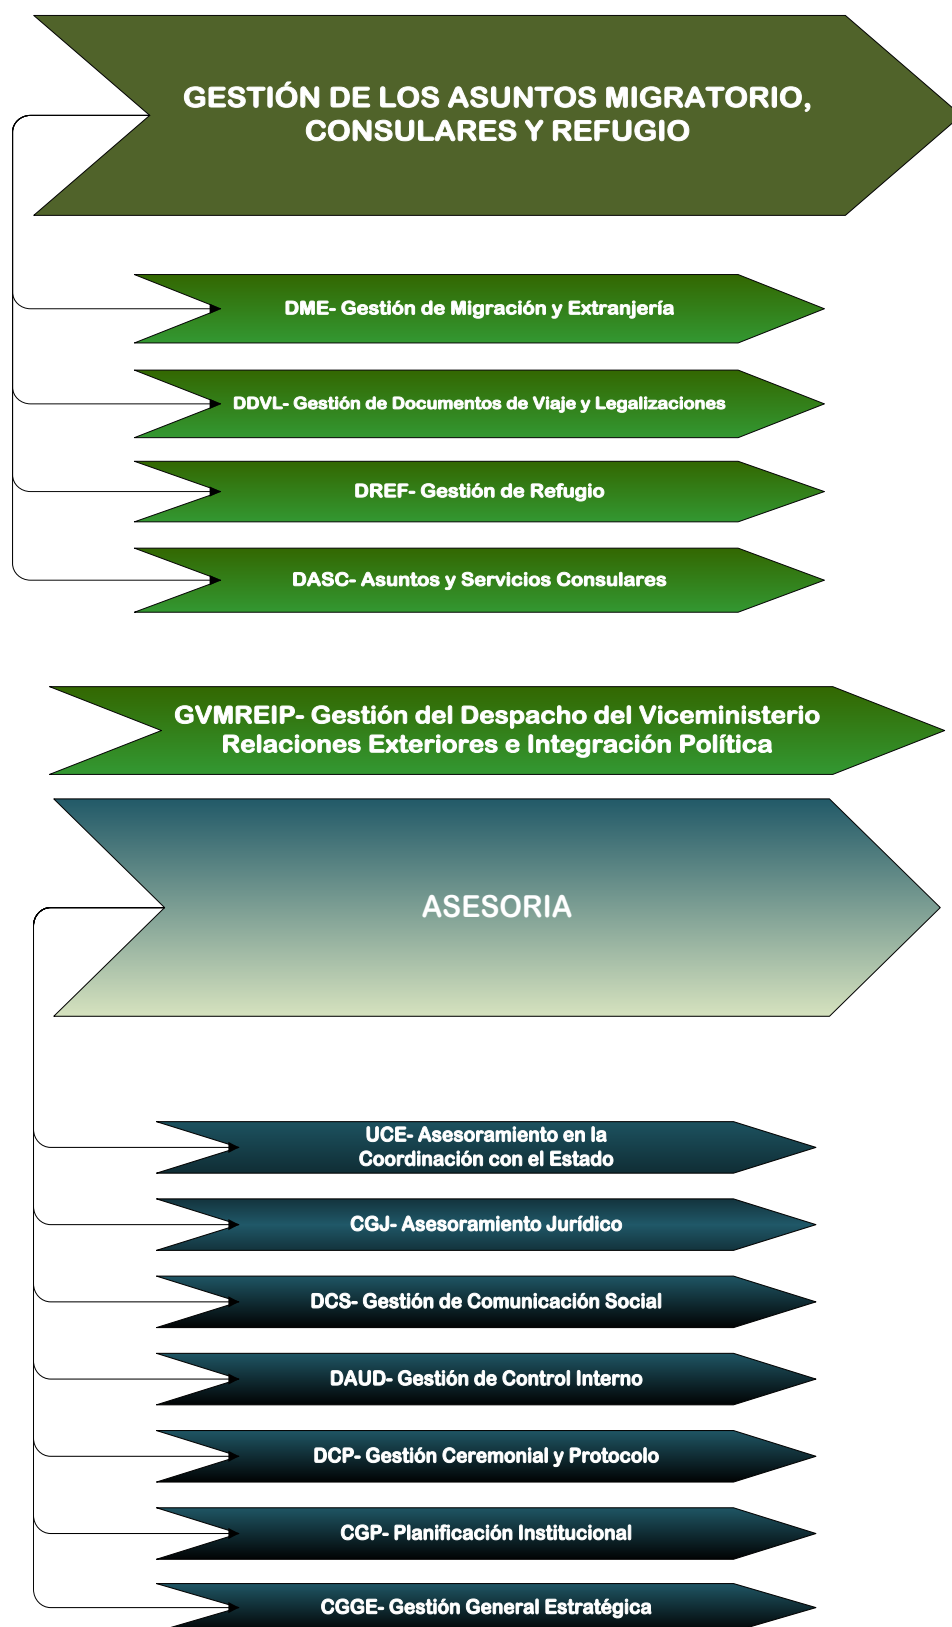 GESTIÓN DE LOS ASUNTOS MIGRATORIO,
CONSULARES Y REFUGIO
DME- Gestión de Migración y Extranjería
DDVL- Gestión de Documentos de Viaje y Legalizaciones
DREF- Gestión de Refugio
DASC- Asuntos y Servicios Consulares
GVMREIP- Gestión del Despacho del Viceministerio
Relaciones Exteriores e Integración Política
ASESORIA
UCE- Asesoramiento en la
Coordinación con el Estado
CGJ- Asesoramiento Jurídico
DCS- Gestión de Comunicación Social
DAUD- Gestión de Control Interno
DCP- Gestión Ceremonial y Protocolo
CGP- Planificación Institucional
CGGE- Gestión General Estratégica